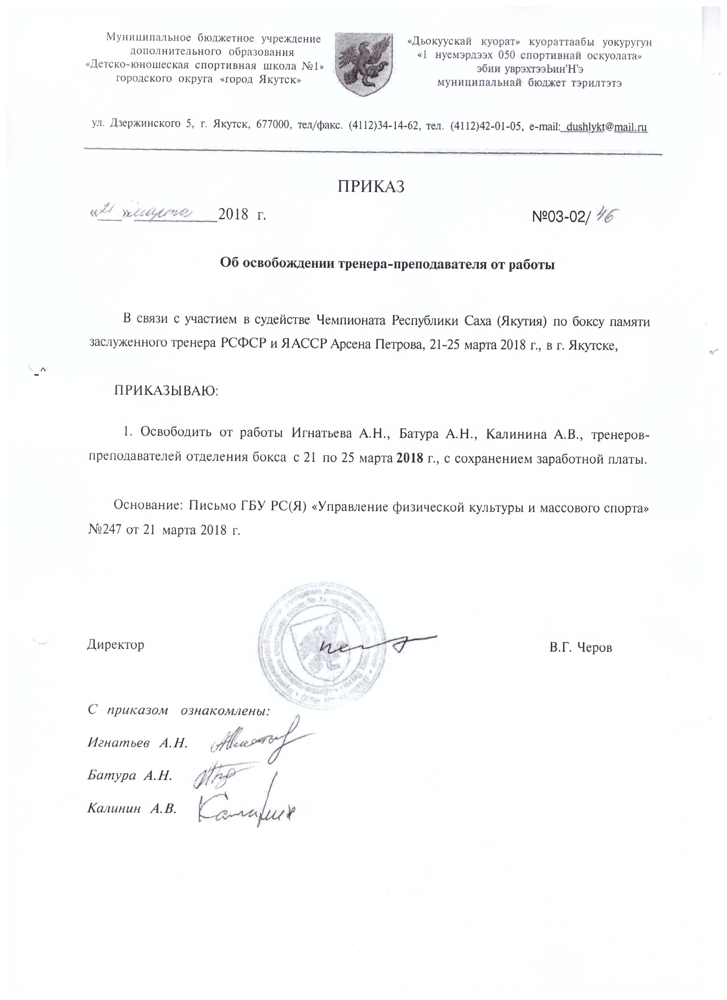 Муниципальное бюджетное учреждение
дополнительного образования
«Детско-юношеская спортивная школа №1»
городского округа «город Якутск»
«Дьокуускай куорат» куораттаабы уокуругун
«1 нуемэрдээх 050 спортивнай оскуолата»
эбии уврэхтээЬин'Н'э
муниципальнай бюджет тэрилтэтэ
ул. Дзержинского 5, г. Якутск, 677000, тел/факс. (4112)34-14-62, тел. (4112)42-01-05, e-mail: dushlykt@mail.ru
ПРИКАЗ
«21» марта 2018 г.
№03-02/46
Об освобождении тренера-преподавателя от работы
В связи с участием в судействе Чемпионата Республики Саха (Якутия) по боксу памяти
заслуженного тренера РСФСР и ЯАССР Арсена Петрова, 21-25 марта 2018 г., в г. Якутске,
ПРИКАЗЫВАЮ:
1. Освободить от работы Игнатьева А.Н., Батура А.Н., Калинина А.В., тренеров-
преподавателей отделения бокса с 21 по 25 марта 2018 г., с сохранением заработной платы.
Основание: Письмо ГБУ РС(Я) «Управление физической культуры и массового спорта»
№247 от 21 марта 2018 г.
Директор
В.Г. Черов
С приказом ознакомлены:
Игнатьев А.Н.
Батура А.Н.
Калинин А.В.